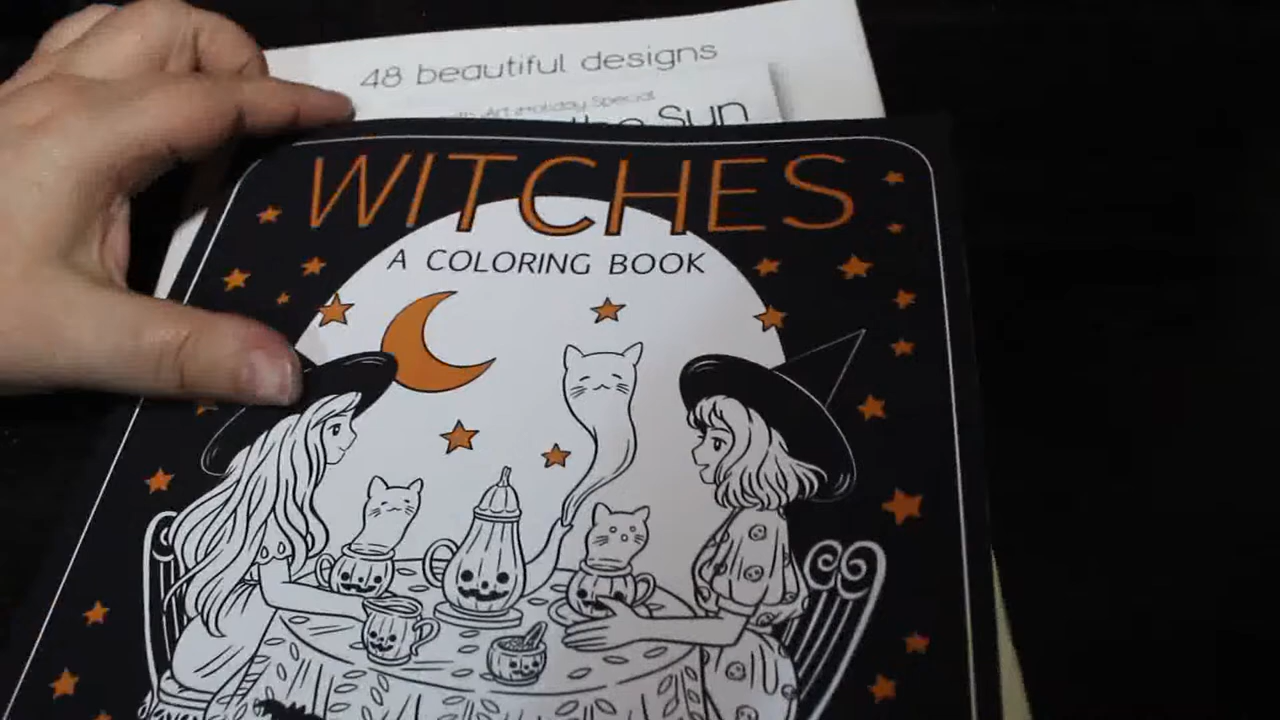 48 beautiful designs
Art Holiday Special
the Sun
WITCHES
A COLORING BOOK